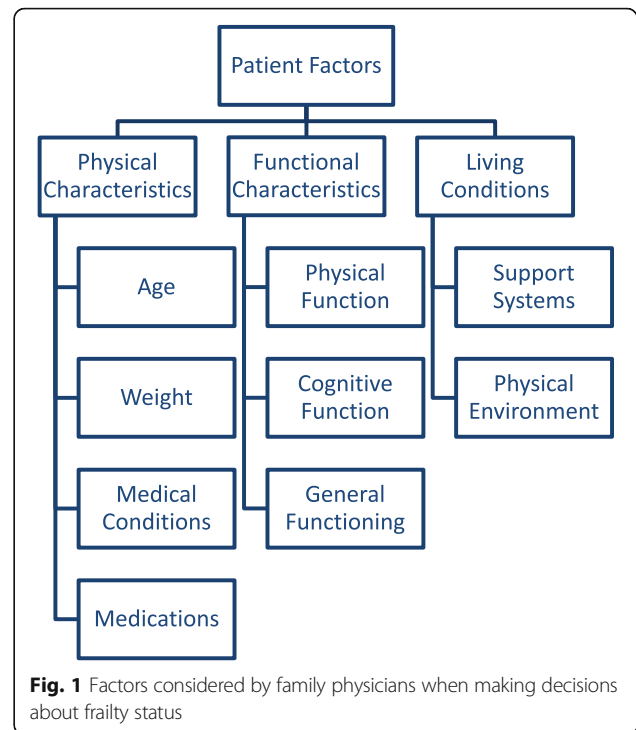 Patient Factors
Physical
Characteristics
Functional
Characteristics
Living
Conditions
Age
Physical
Function
Support
Systems
Weight
Cognitive
Function
Physical
Environment
Medical
Conditions
General
Functioning
Medications
Fig. 1 Factors considered by family physicians when making decisions
about frailty status